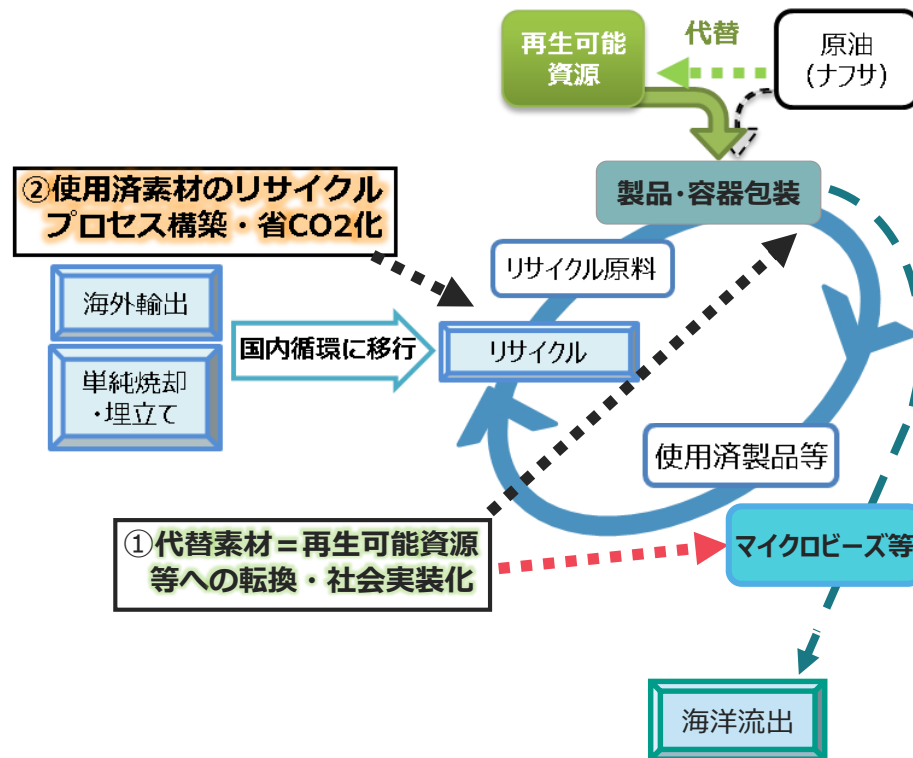 再生可能
資源
代替
原油
(ナフサ)
製品・容器包装
②使用済素材のリサイクル
プロセス構築・省CO2化
リサイクル原料
海外輸出
国内循環に移行
リサイクル
単純焼却
・埋立て
使用済製品等
①代替素材=再生可能資源
等への転換・社会実装化
マイクロビーズ等
海洋流出